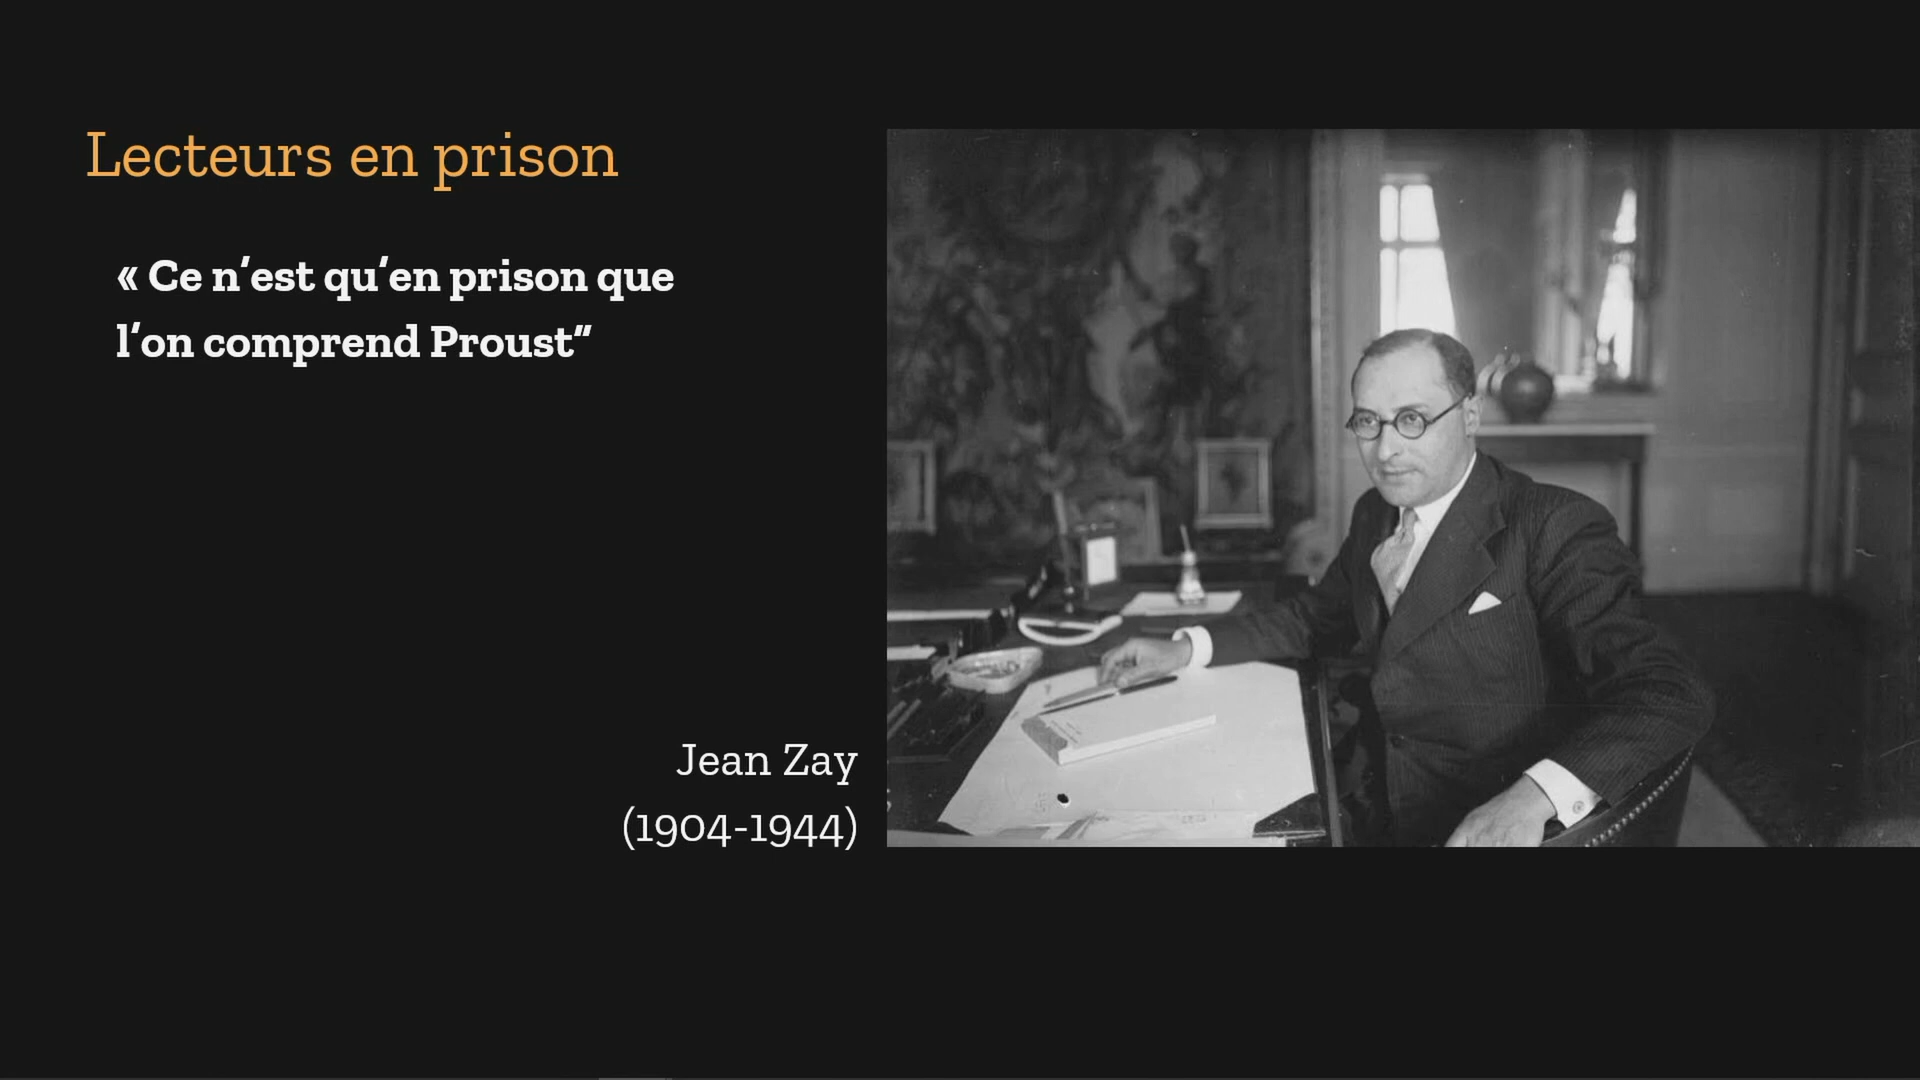 Lecteurs en prison
« Ce n’est qu’en prison que
l’on comprend Proust”
Jean Zay
(1904-1944)